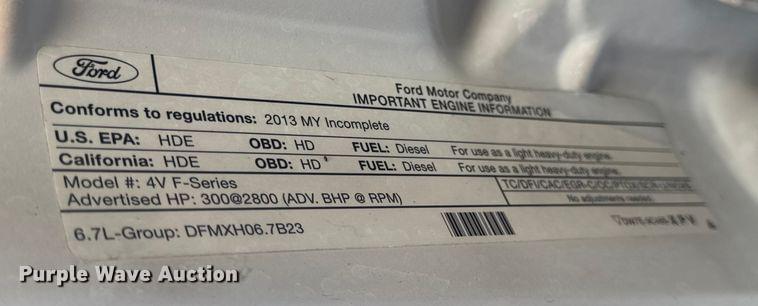 Ford
Ford Motor Company
IMPORTANT ENGINE INFORMATION
Conforms to regulations: 2013 MY Incomplete
U.S. EPA: HDE OBD: HD FUEL: Diesel For use as a light heavy-duty engine.
California: HDE OBD: HD* FUEL: Diesel For use as a light heavy-duty engine.
Model #: 4V F-Series
Advertised HP: 300@2800 (ADV. BHP @ RPM)
No adjustments needed.
6.7L-Group: DFMXH06.7B23
Purple Wave Auction